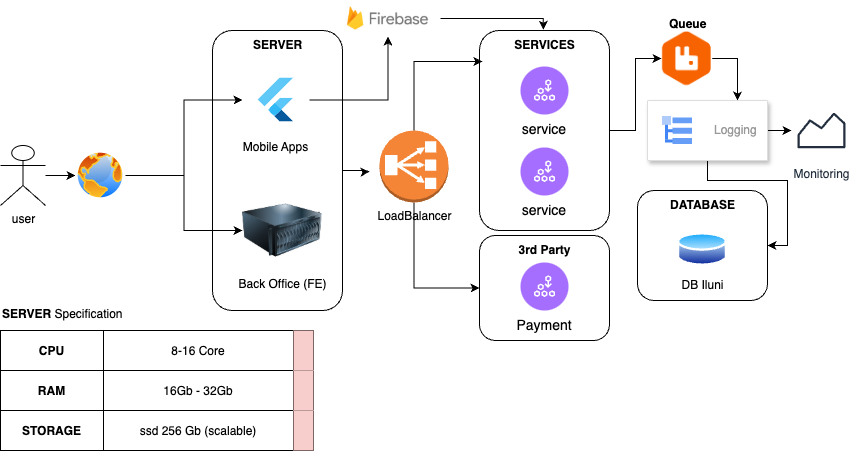 Firebase
Queue
SERVER
SERVICES
service
Mobile Apps
Logging
Monitoring
service
user
LoadBalancer
DATABASE
3rd Party
Back Office (FE)
DB Iluni
Payment
SERVER Specification
CPU 8-16 Core
RAM 16Gb - 32Gb
STORAGE ssd 256 Gb (scalable)